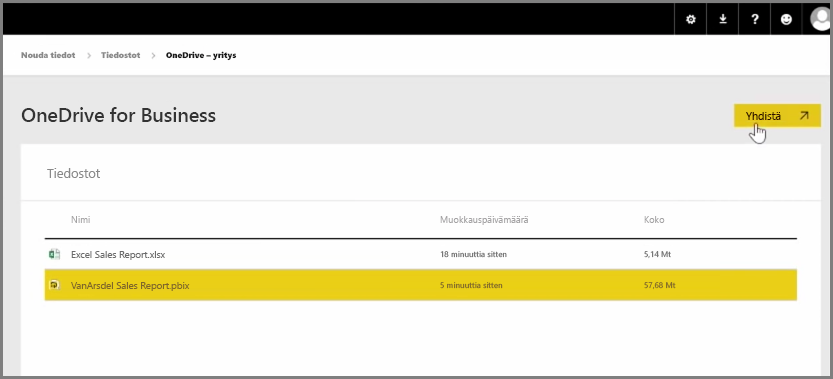 Nouda tiedot > Tiedostot > OneDrive – yritys
OneDrive for Business
Yhdistä
Tiedostot
Nimi Muokkauspäivämäärä Koko
Excel Sales Report.xlsx 18 minuuttia sitten 5,14 Mt
VanArsdel Sales Report.pbix 5 minuuttia sitten 57,68 Mt